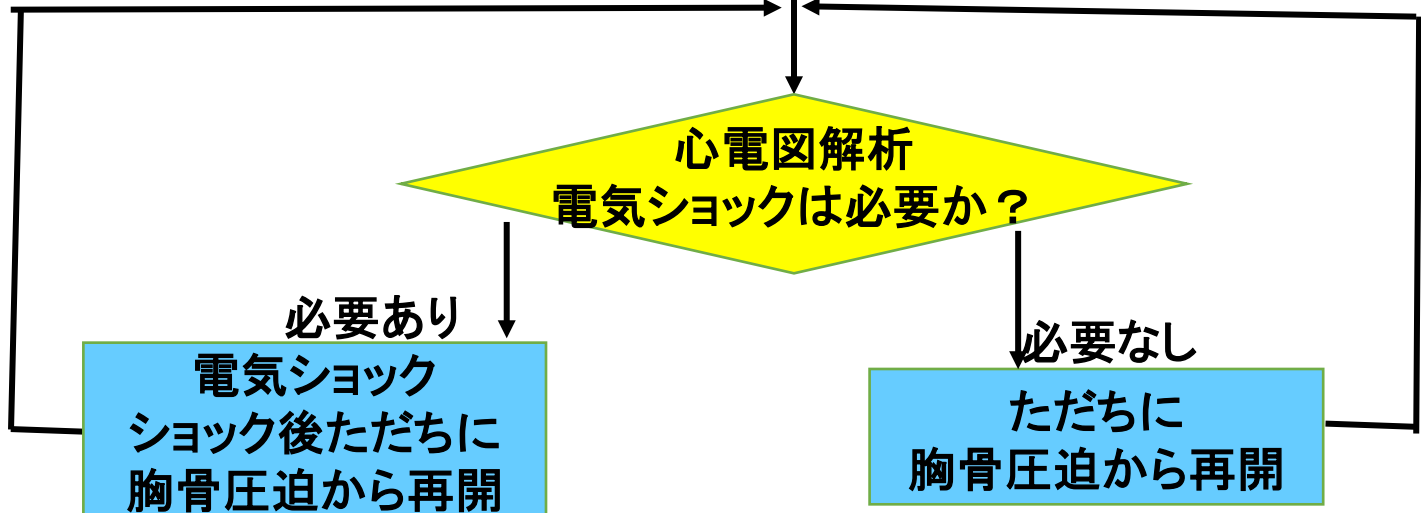 心電図解析
電気ショックは必要か？
必要あり
電気ショック
ショック後ただちに
胸骨圧迫から再開
必要なし
ただちに
胸骨圧迫から再開